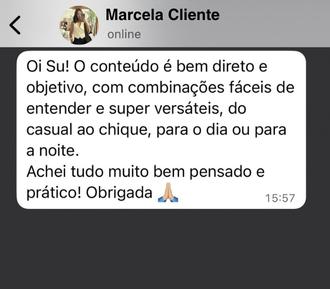 Marcela Cliente
online
Oi Su! O conteúdo é bem direto e
objetivo, com combinações fáceis de
entender e super versáteis, do
casual ao chique, para o dia ou para
a noite.
Achei tudo muito bem pensado e
prático! Obrigada 🙏🏼
15:57